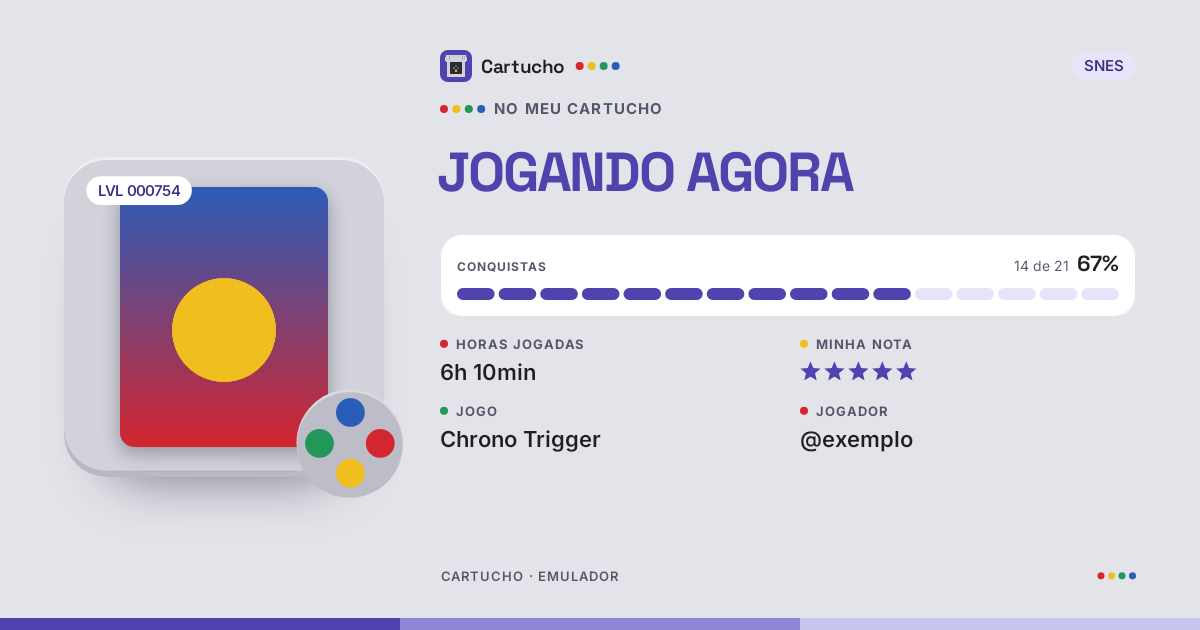 Cartucho
SNES
NO MEU CARTUCHO
JOGANDO AGORA
LVL 000754
CONQUISTAS
14 de 21 67%
HORAS JOGADAS
6h 10min
MINHA NOTA
JOGO
Chrono Trigger
JOGADOR
@exemplo
CARTUCHO · EMULADOR